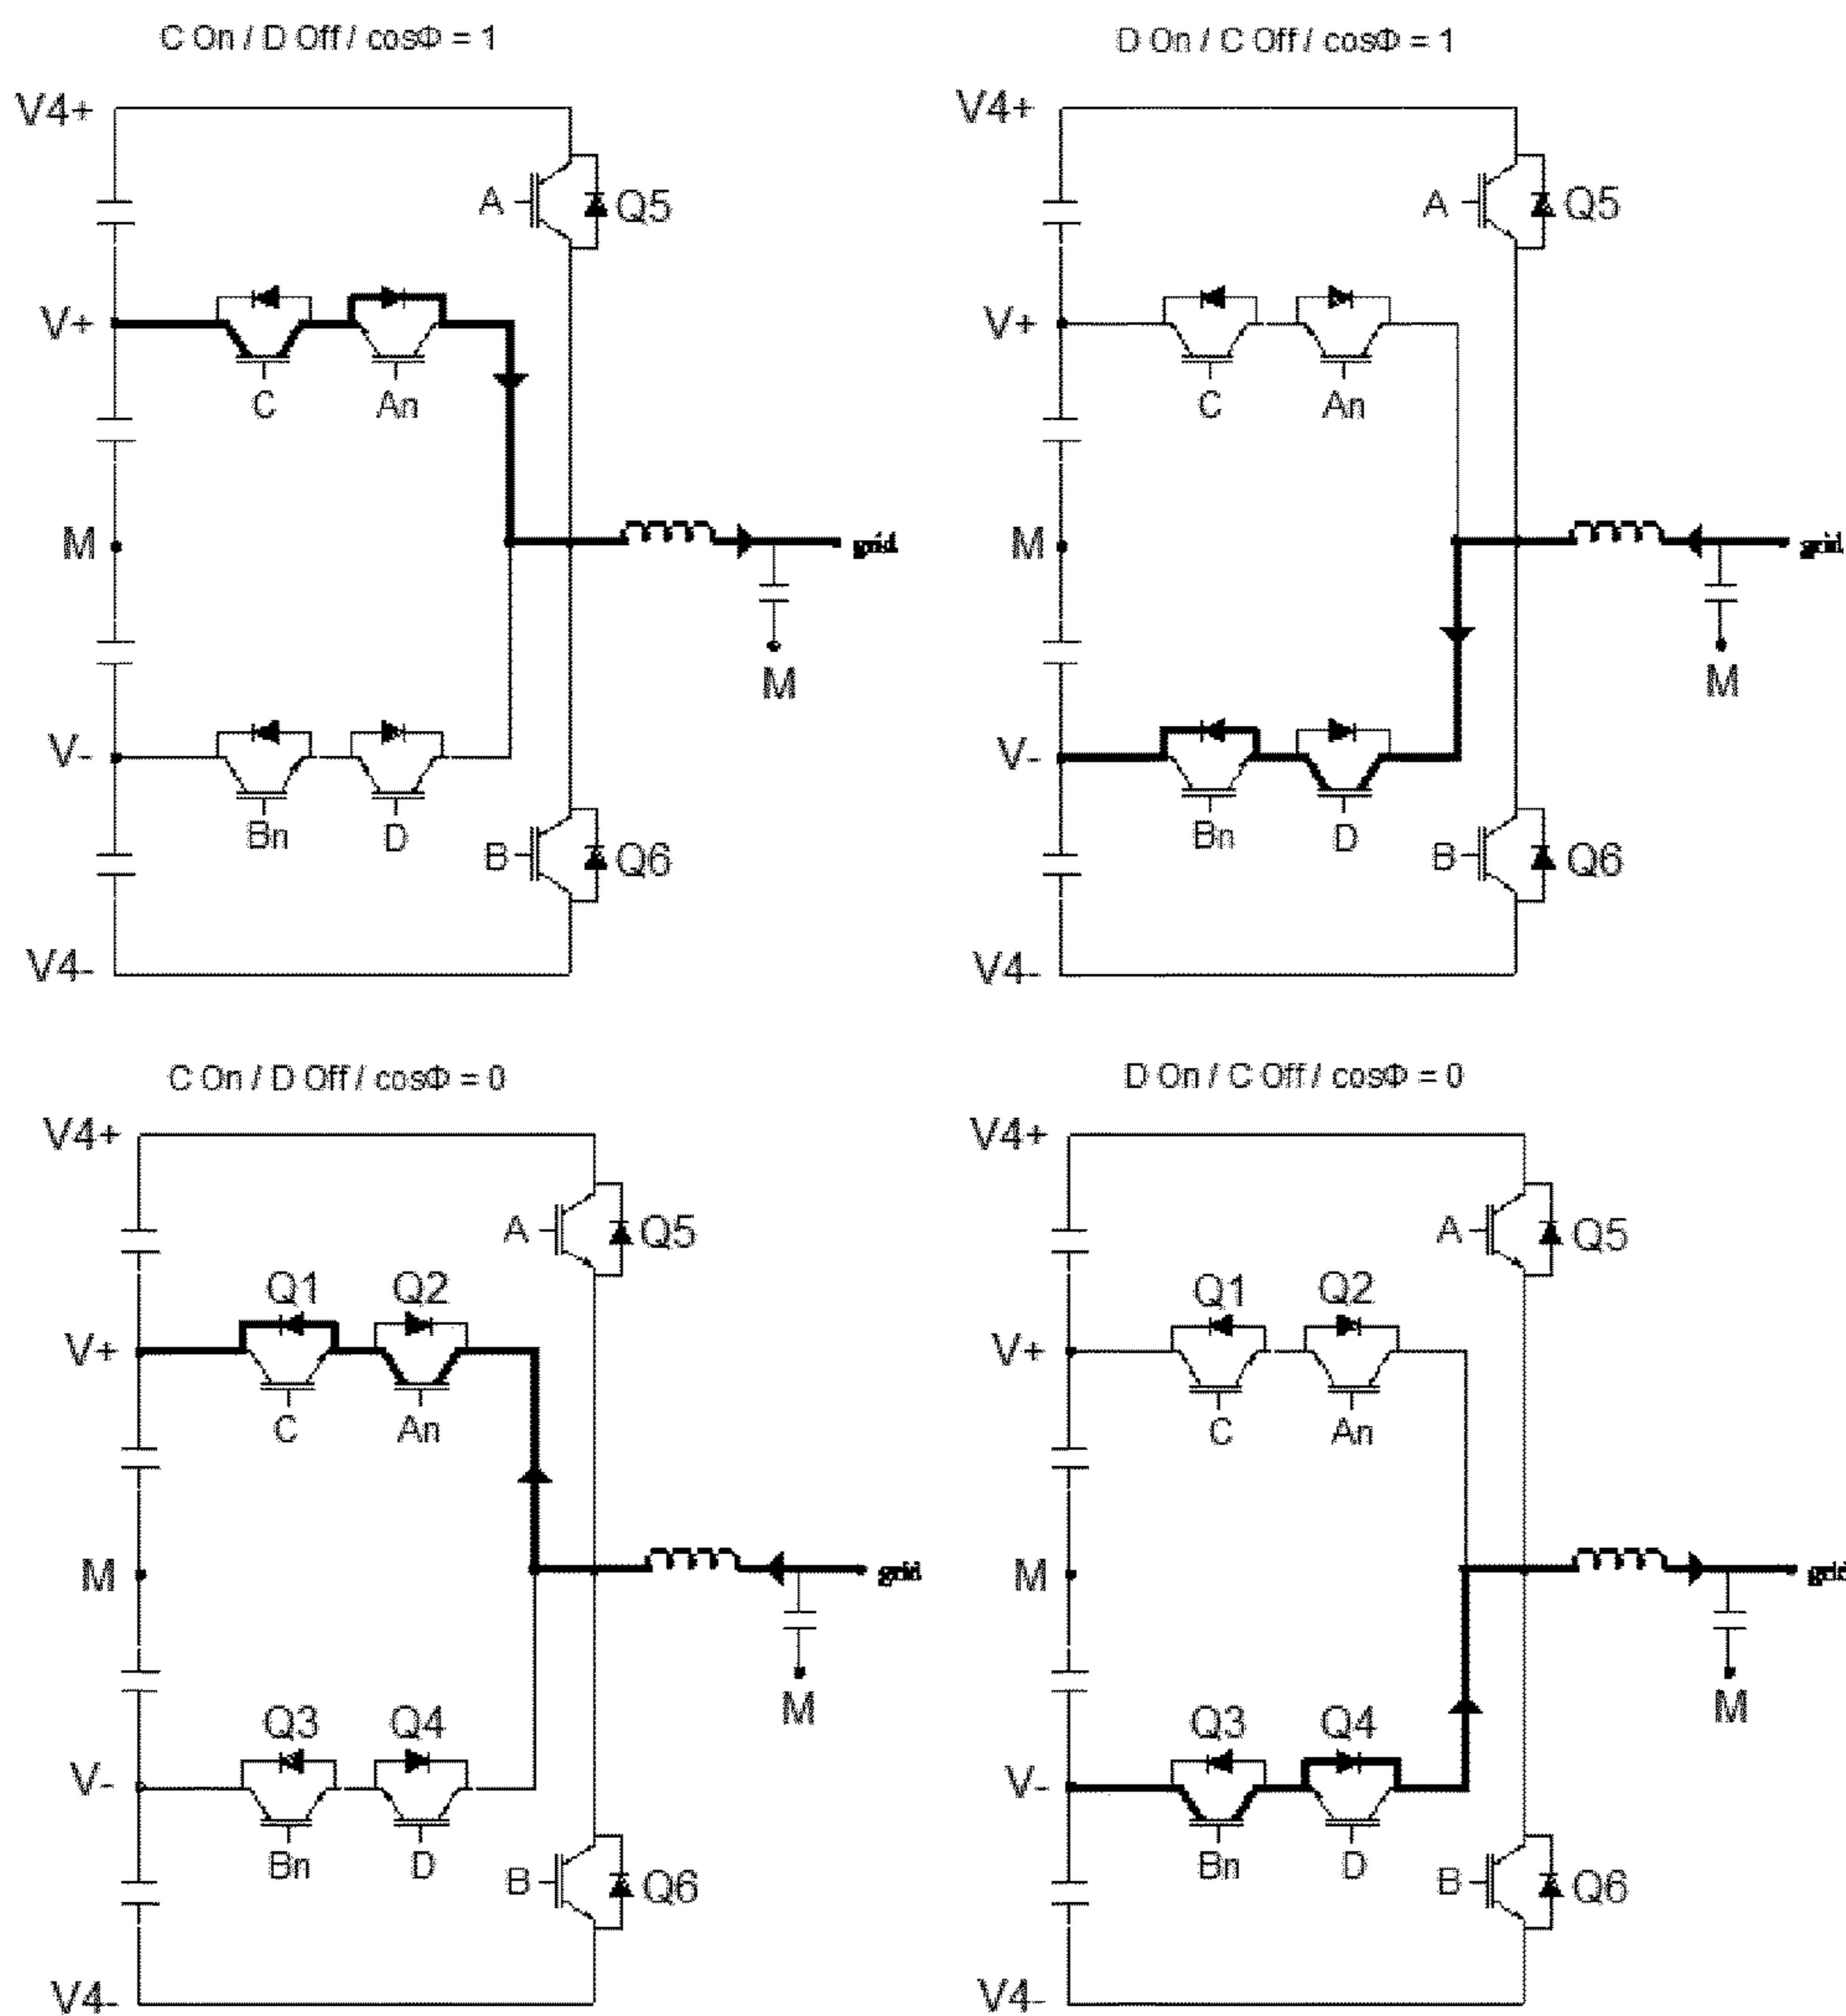 C On / D Off / cosΦ = 1
V4+
A
Q5
V+
C
An
M
grid
M
V-
Bn
D
B
Q6
V4-
D On / C Off / cosΦ = 1
V4+
A
Q5
V+
C
An
M
grid
M
V-
Bn
D
B
Q6
V4-
C On / D Off / cosΦ = 0
V4+
A
Q5
Q1
Q2
V+
C
An
M
grid
M
Q3
Q4
V-
Bn
D
B
Q6
V4-
D On / C Off / cosΦ = 0
V4+
A
Q5
Q1
Q2
V+
C
An
M
grid
M
Q3
Q4
V-
Bn
D
B
Q6
V4-